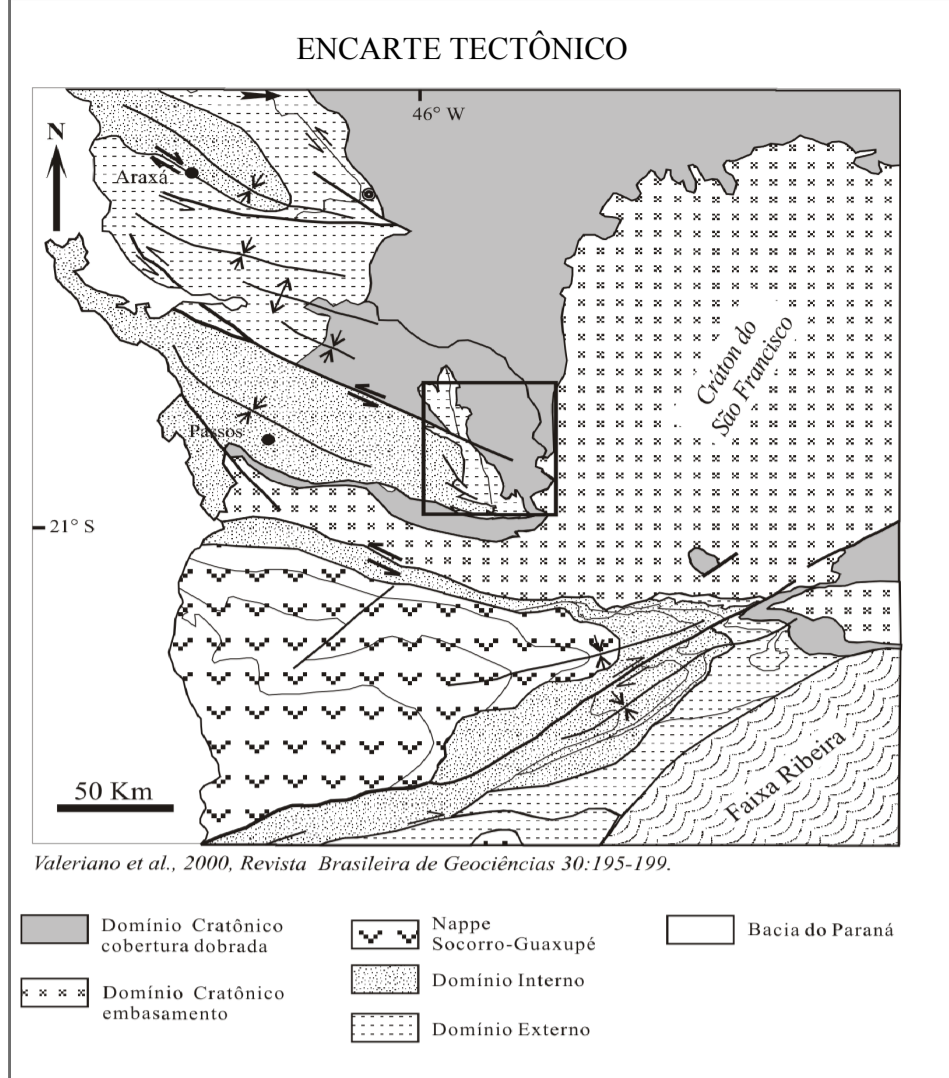 ENCARTE TECTÔNICO
46° W
N
Araxá
Cráton do
São Francisco
Passos
21° S
50 Km
Faixa Ribeira
Valeriano et al., 2000, Revista Brasileira de Geociências 30:195-199.
Domínio Cratônico
cobertura dobrada
Domínio Cratônico
embasamento
Nappe
Socorro-Guaxupé
Domínio Interno
Domínio Externo
Bacia do Paraná